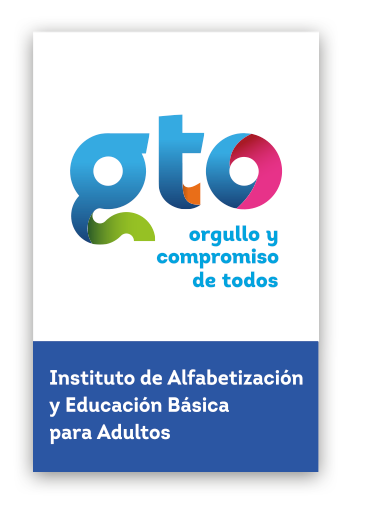 gto
orgullo y
compromiso
de todos
Instituto de Alfabetización
y Educación Básica
para Adultos